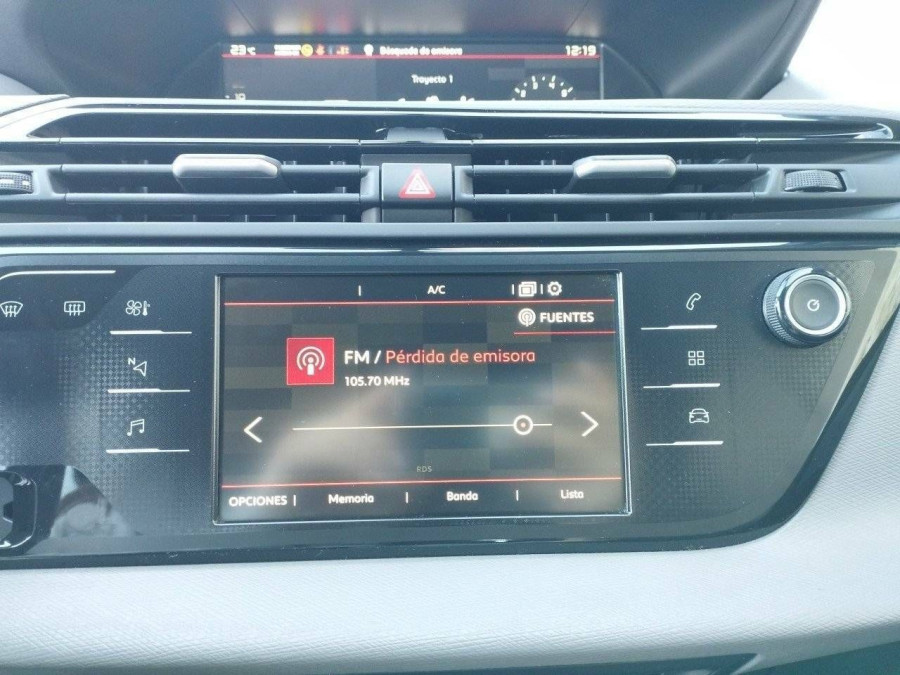 23 °C
Búsqueda de emisora
12:19
Trayecto 1
A/C
FUENTES
FM / Pérdida de emisora
105.70 MHz
N
RDS
OPCIONES | Memoria | Banda | Lista